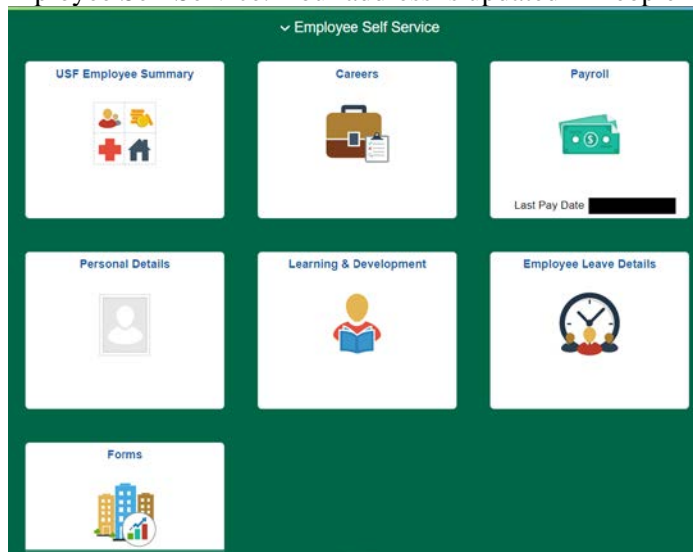 Employee Self Service
USF Employee Summary
Careers
Payroll
Last Pay Date
Personal Details
Learning & Development
Employee Leave Details
Forms